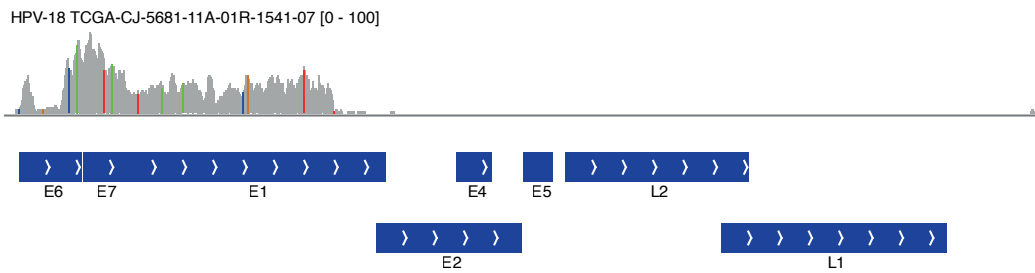 HPV-18 TCGA-CJ-5681-11A-01R-1541-07 [0 - 100]
E6 E7 E1 E4 E5 L2
E2 L1